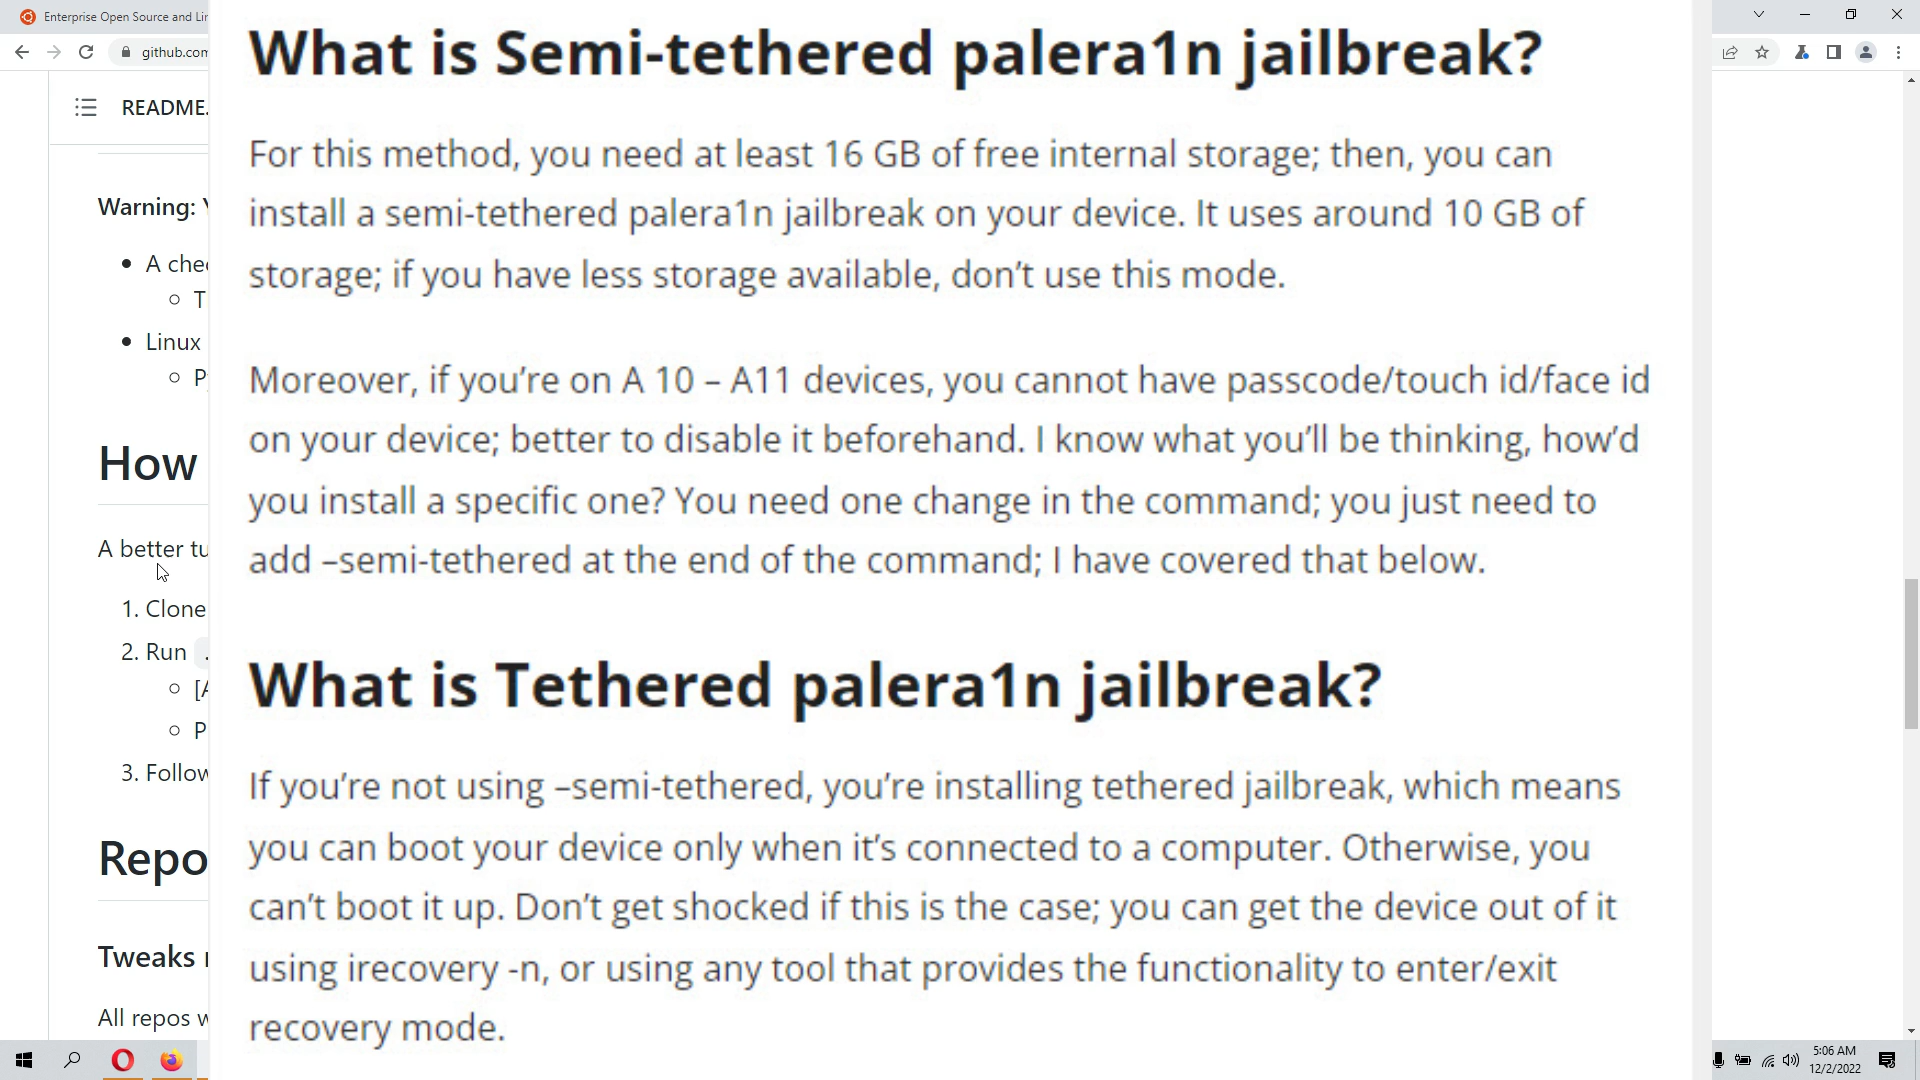 Enterprise Open Source and Li
github.com
README.
Warning:
A che
T
Linux
P
How
A better tu
1. Clone
2. Run .
[A
P
3. Follow
Repo
Tweaks
All repos w
What is Semi-tethered palera1n jailbreak?
For this method, you need at least 16 GB of free internal storage; then, you can
install a semi-tethered palera1n jailbreak on your device. It uses around 10 GB of
storage; if you have less storage available, don’t use this mode.
Moreover, if you’re on A 10 – A11 devices, you cannot have passcode/touch id/face id
on your device; better to disable it beforehand. I know what you’ll be thinking, how’d
you install a specific one? You need one change in the command; you just need to
add –semi-tethered at the end of the command; I have covered that below.
What is Tethered palera1n jailbreak?
If you’re not using –semi-tethered, you’re installing tethered jailbreak, which means
you can boot your device only when it’s connected to a computer. Otherwise, you
can’t boot it up. Don’t get shocked if this is the case; you can get the device out of it
using irecovery -n, or using any tool that provides the functionality to enter/exit
recovery mode.
5:06 AM
12/2/2022